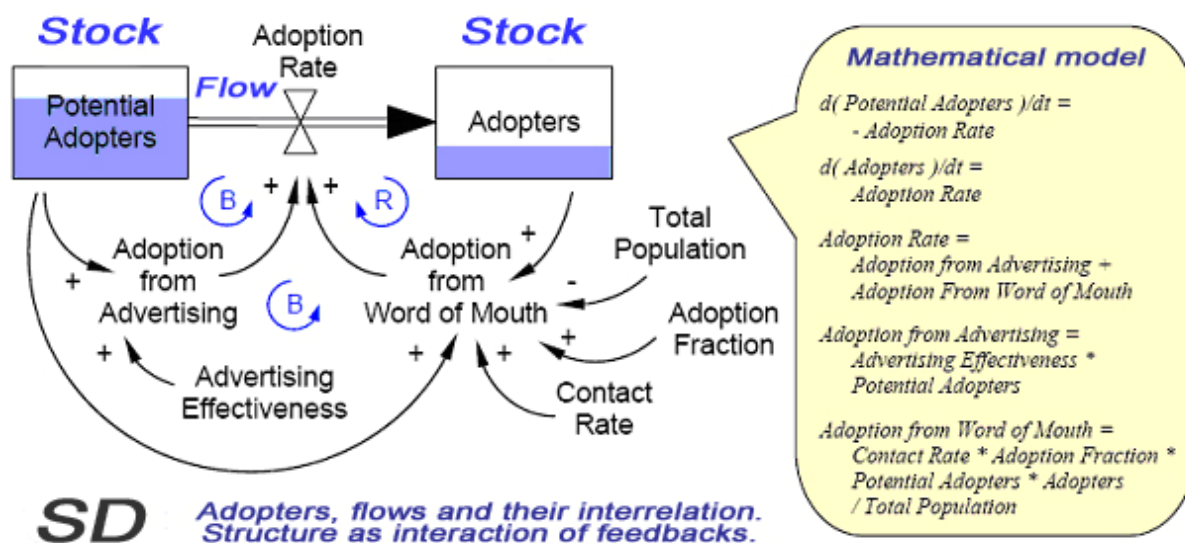 Stock
Adoption
Rate
Stock
Flow
Potential
Adopters
Adopters
B
+
+
R
+
Adoption
from
Advertising
+
B
Adoption
from
Word of Mouth
+
Total
Population
-
+
Adoption
Fraction
+
+
Advertising
Effectiveness
Contact
Rate
SD
Adopters, flows and their interrelation.
Structure as interaction of feedbacks.
Mathematical model
d( Potential Adopters )/dt =
- Adoption Rate
d( Adopters )/dt =
Adoption Rate
Adoption Rate =
Adoption from Advertising +
Adoption From Word of Mouth
Adoption from Advertising =
Advertising Effectiveness *
Potential Adopters
Adoption from Word of Mouth =
Contact Rate * Adoption Fraction *
Potential Adopters * Adopters
/ Total Population